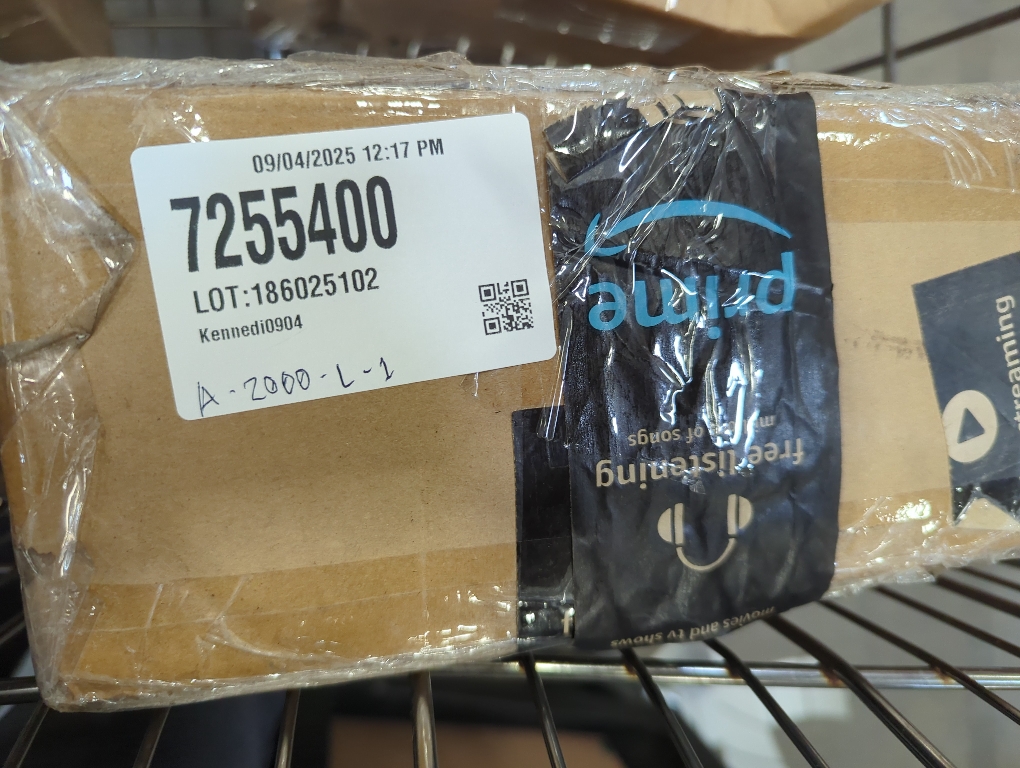 09/04/2025 12:17 PM
7255400
LOT:186025102
Kennedi0904
A-2000-L-1
prime
of songs
free listening
movies and tv shows
streaming